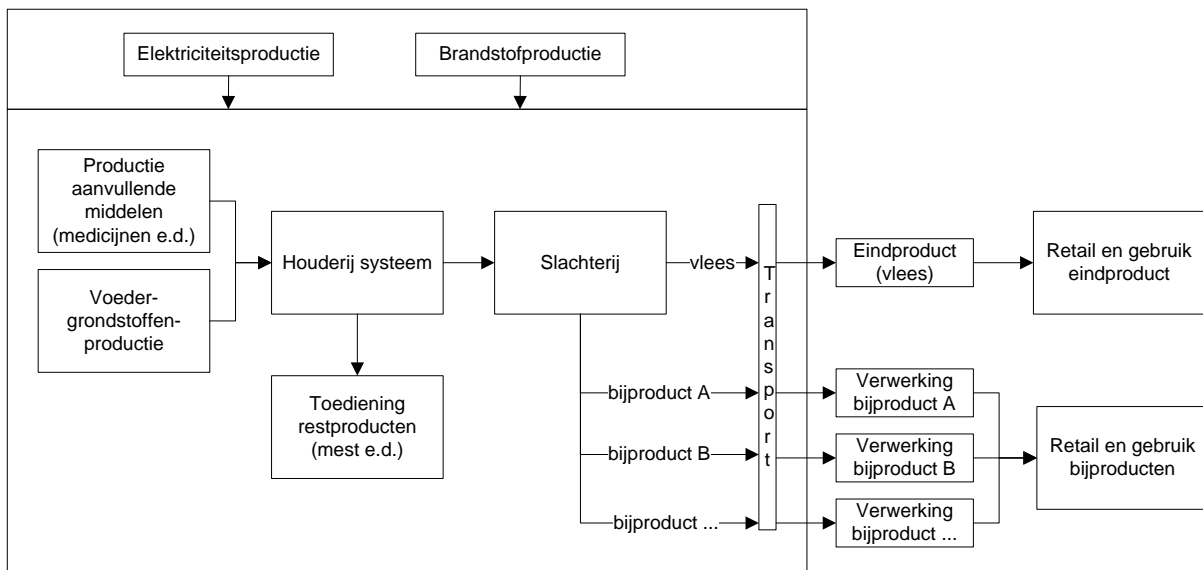 Elektriciteitsproductie
Brandstofproductie
Productie
aanvullende
middelen
(medicijnen e.d.)
Voeder-
grondstoffen-
productie
Houderij systeem
Toediening
restproducten
(mest e.d.)
Slachterij
vlees
bijproduct A
bijproduct B
bijproduct ...
Transport
Eindproduct
(vlees)
Retail en gebruik
eindproduct
Verwerking
bijproduct A
Verwerking
bijproduct B
Verwerking
bijproduct ...
Retail en gebruik
bijproducten